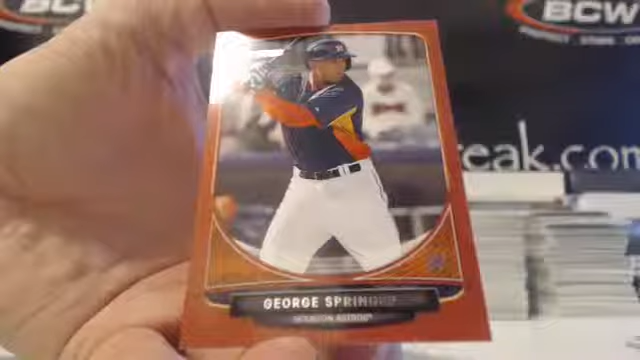 BCW
BCW
eak.com
GEORGE SPRINGER
HOUSTON ASTROS